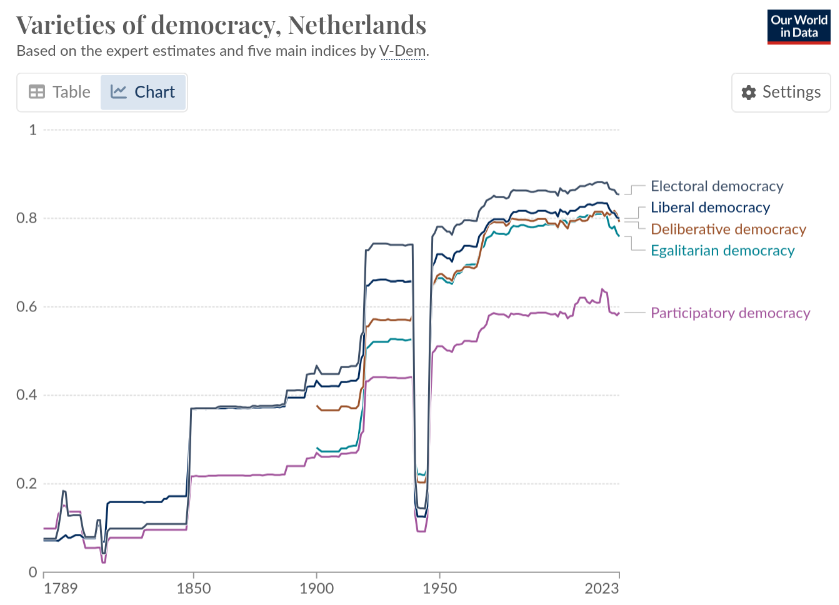 Varieties of democracy, Netherlands
Based on the expert estimates and five main indices by V-Dem.
Our World
in Data
Table
Chart
Settings
1
0.8
0.6
0.4
0.2
0
1789
1850
1900
1950
2023
Electoral democracy
Liberal democracy
Deliberative democracy
Egalitarian democracy
Participatory democracy